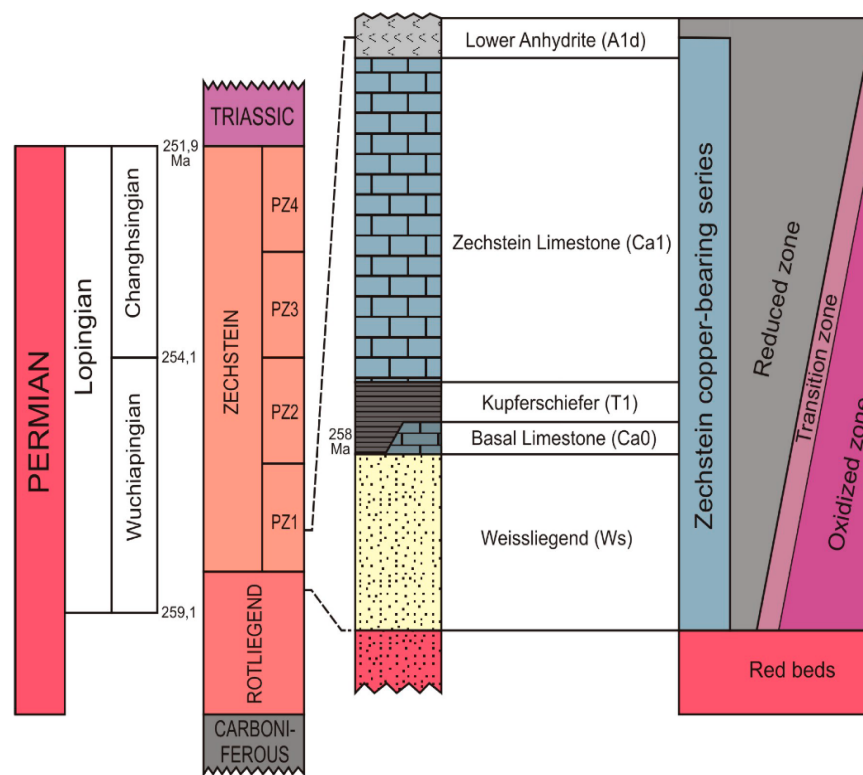 PERMIAN
Lopingian
Changhsingian
Wuchiapingian
251,9
Ma
254,1
259,1
TRIASSIC
ZECHSTEIN
PZ4
PZ3
PZ2
PZ1
ROTLIEGEND
CARBONI-
FEROUS
258
Ma
Lower Anhydrite (A1d)
Zechstein Limestone (Ca1)
Kupferschiefer (T1)
Basal Limestone (Ca0)
Weissliegend (Ws)
Zechstein copper-bearing series
Reduced zone
Transition zone
Oxidized zone
Red beds